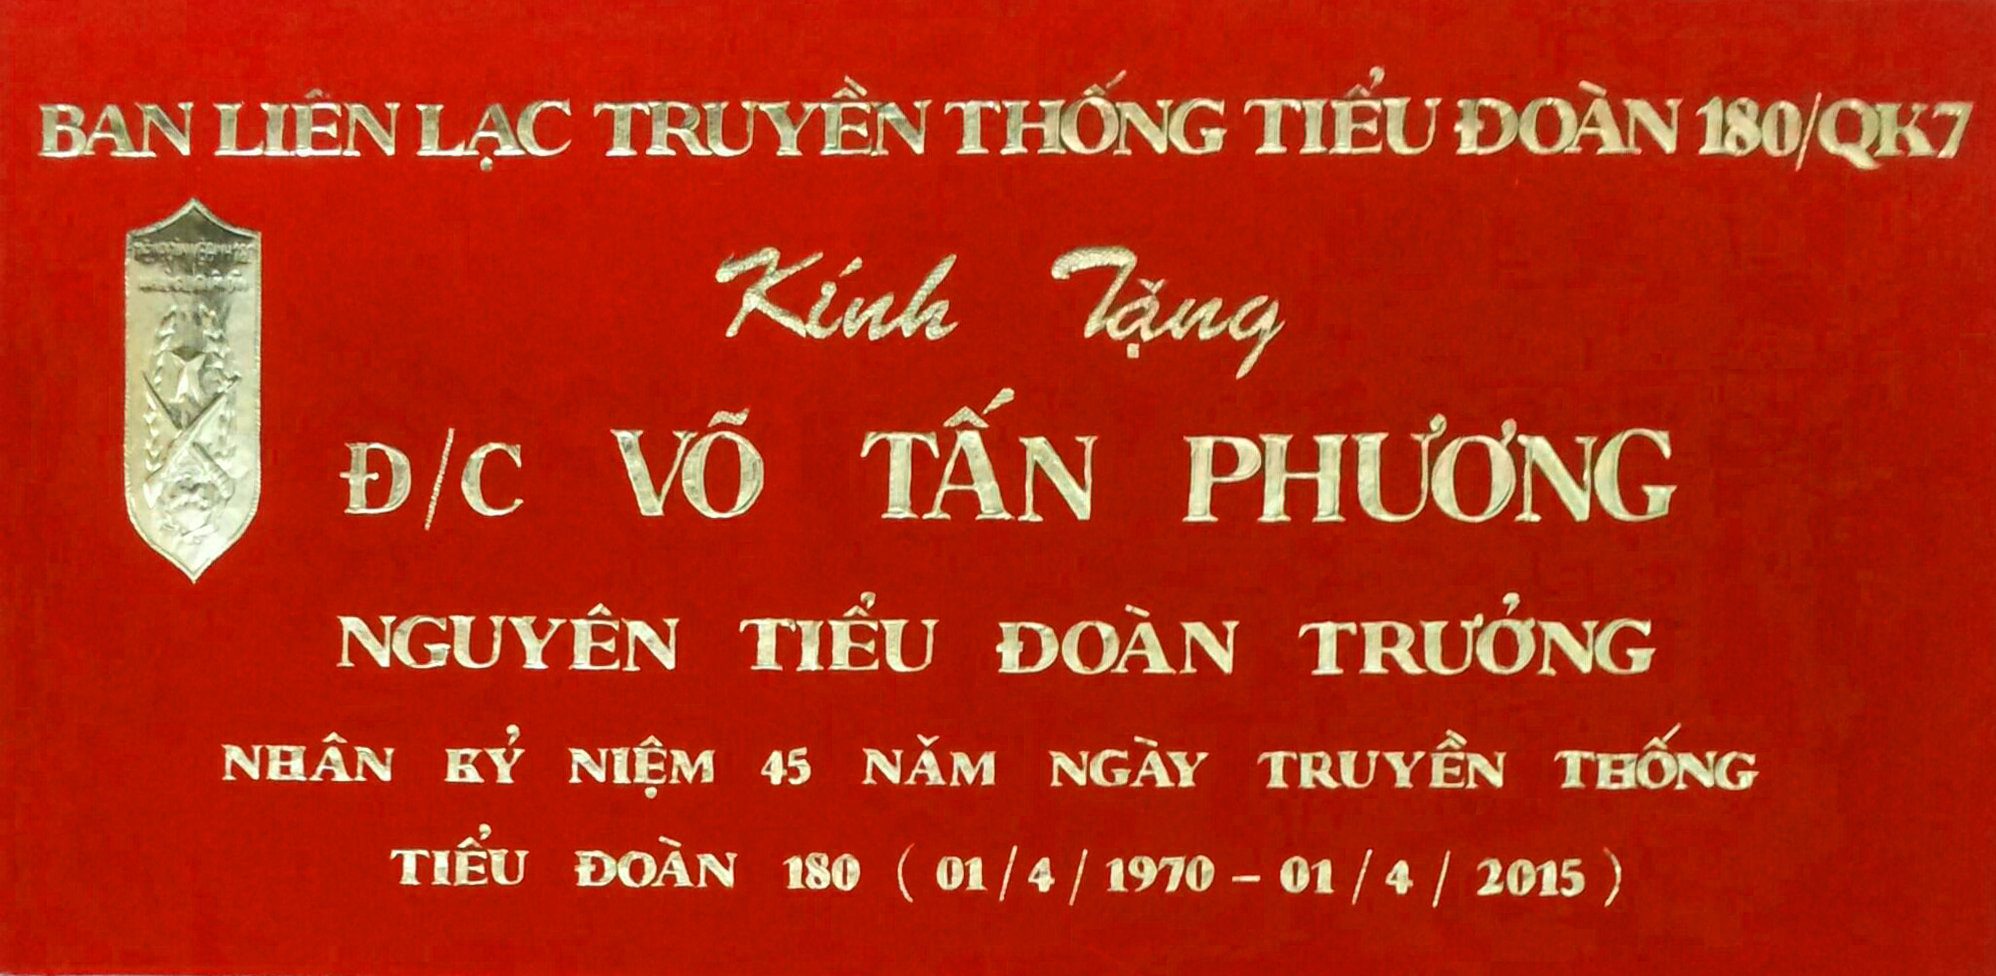 BAN LIÊN LẠC TRUYỀN THỐNG TIỂU ĐOÀN 180/QK7
Kính Tặng
Đ/C VÕ TẤN PHƯƠNG
NGUYÊN TIỂU ĐOÀN TRƯỞNG
NHÂN KỶ NIỆM 45 NĂM NGÀY TRUYỀN THỐNG
TIỂU ĐOÀN 180 ( 01 / 4 / 1970 – 01 / 4 / 2015 )